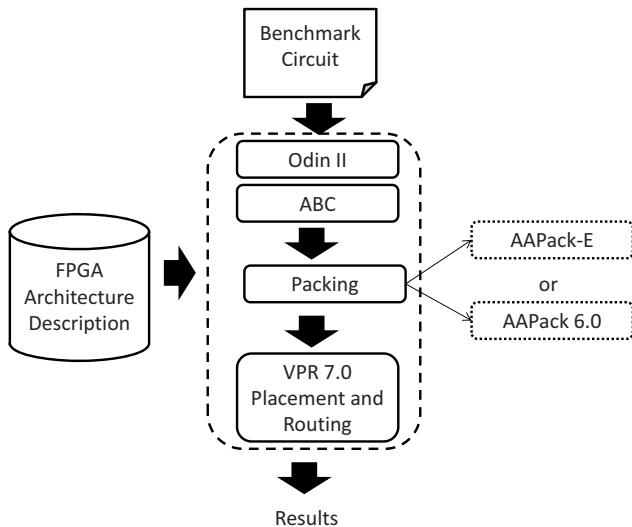 Benchmark
Circuit
Odin II
ABC
FPGA
Architecture
Description
Packing
AAPack-E
or
AAPack 6.0
VPR 7.0
Placement and
Routing
Results